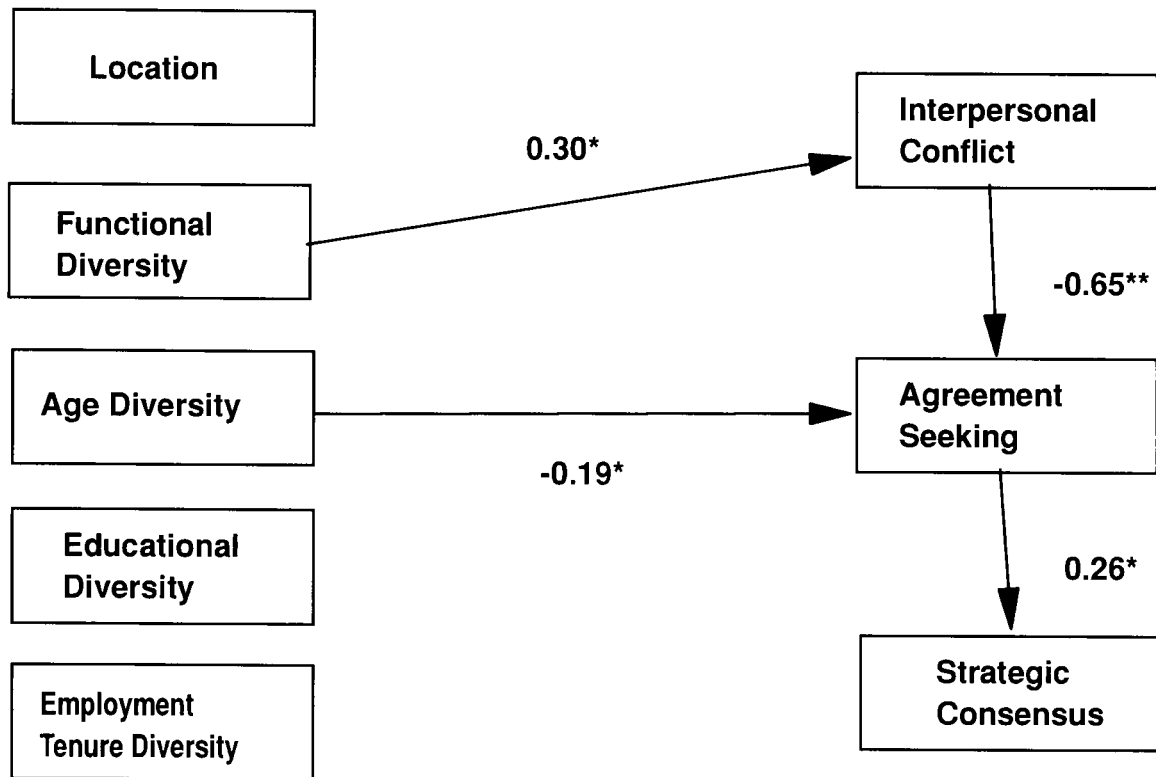 Location
Functional
Diversity
Age Diversity
Educational
Diversity
Employment
Tenure Diversity
0.30*
-0.19*
Interpersonal
Conflict
-0.65**
Agreement
Seeking
0.26*
Strategic
Consensus